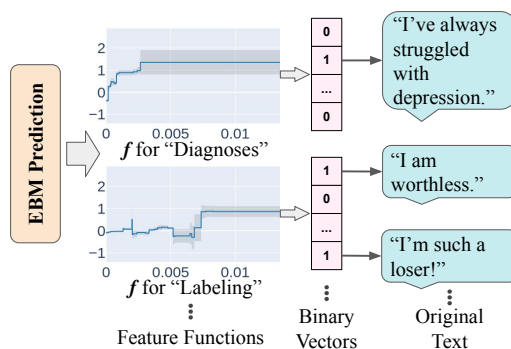 EBM Prediction
2
1
0
−1
0
0.005
0.01
f for “Diagnoses”
2
1
0
−1
0
0.005
0.01
f for “Labeling”
Feature Functions
0
1
...
0
1
0
...
1
Binary
Vectors
“I’ve always
struggled
with
depression.”
“I am
worthless.”
“I’m such a
loser!”
Original
Text